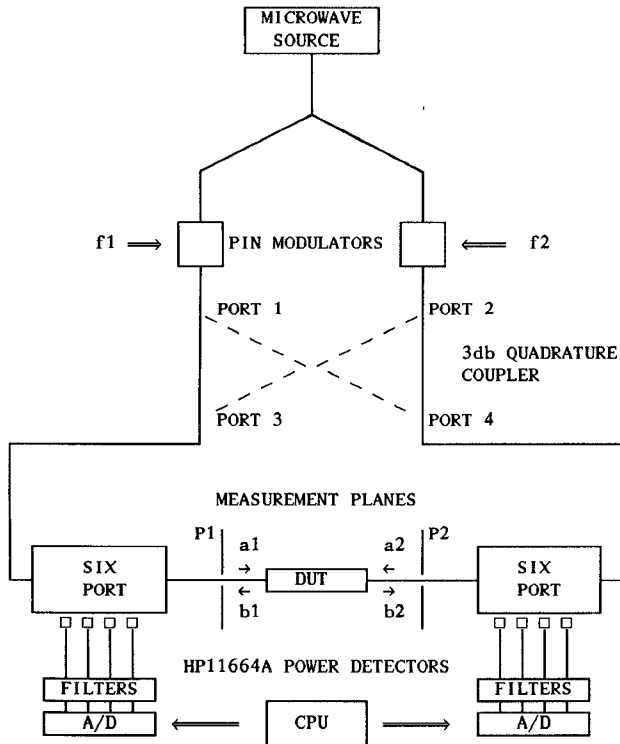 MICROWAVE
SOURCE
f1
PIN MODULATORS
f2
PORT 1
PORT 2
3db QUADRATURE
COUPLER
PORT 3
PORT 4
MEASUREMENT PLANES
P1
P2
a1
a2
SIX
PORT
DUT
SIX
PORT
b1
b2
HP11664A POWER DETECTORS
FILTERS
FILTERS
A/D
CPU
A/D